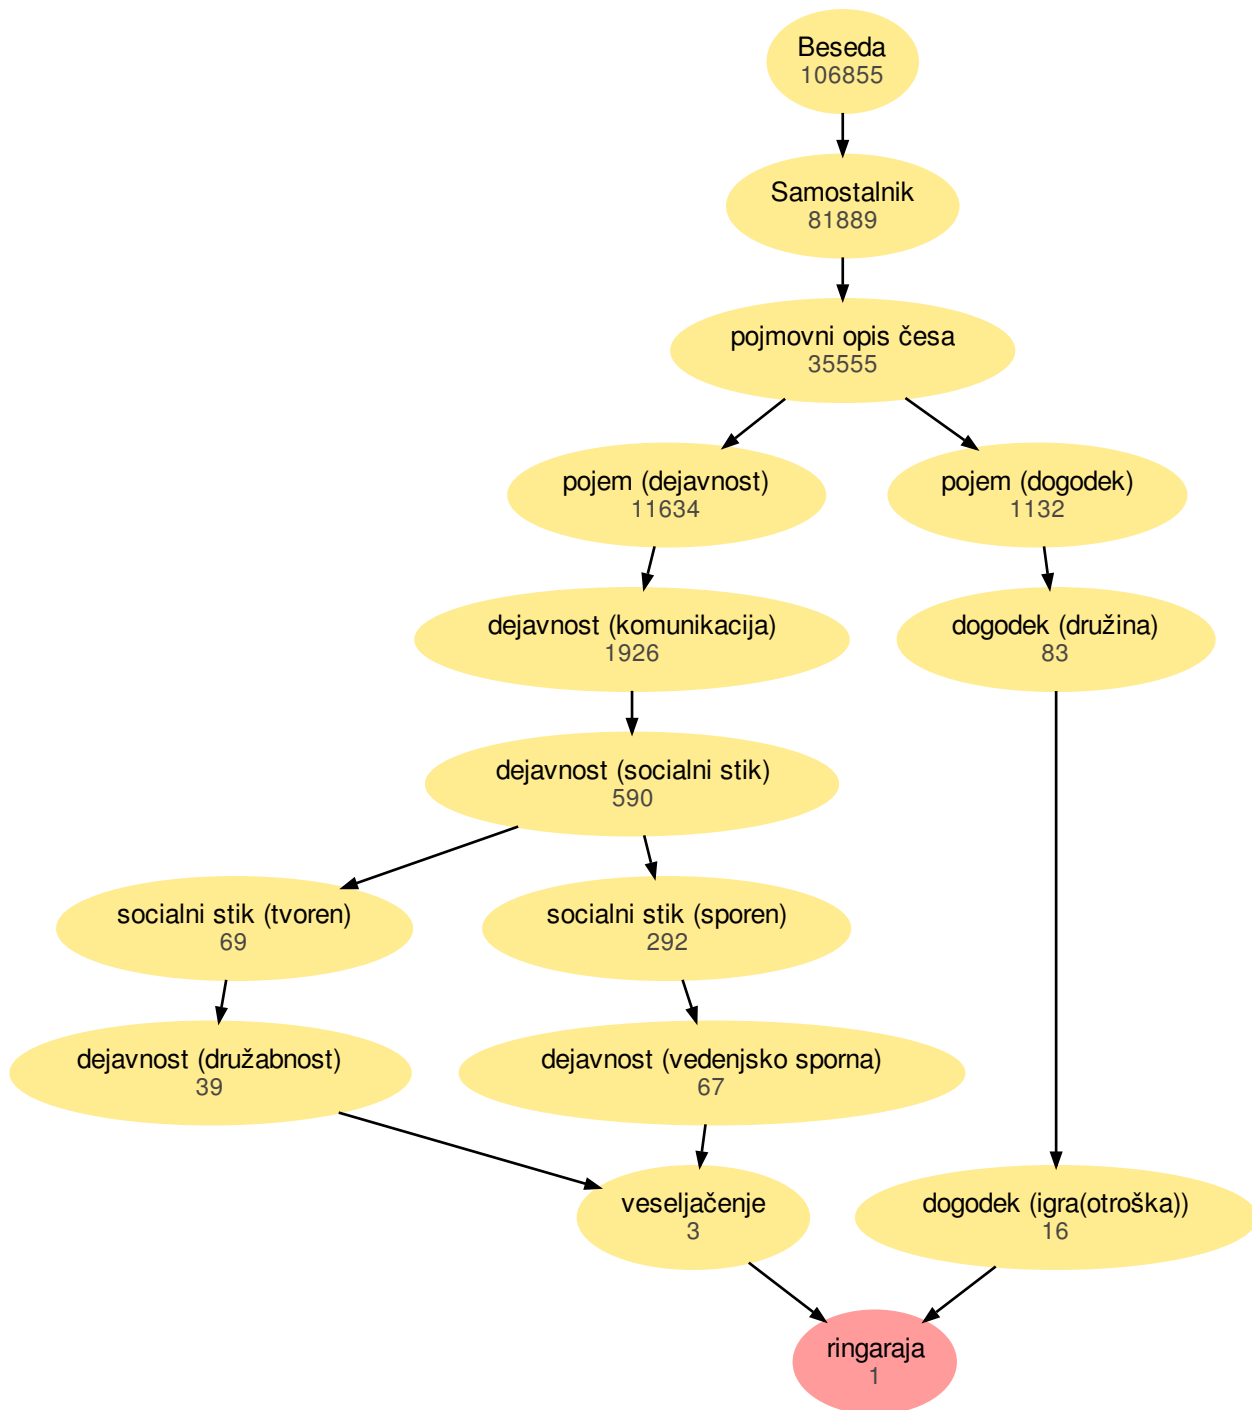 Beseda
106855
Samostalnik
81889
pojmovni opis česa
35555
pojem (dejavnost)
11634
pojem (dogodek)
1132
dejavnost (komunikacija)
1926
dogodek (družina)
83
dejavnost (socialni stik)
590
socialni stik (tvoren)
69
socialni stik (sporen)
292
dejavnost (družabnost)
39
dejavnost (vedenjsko sporna)
67
veseljačenje
3
dogodek (igra(otroška))
16
ringaraja
1